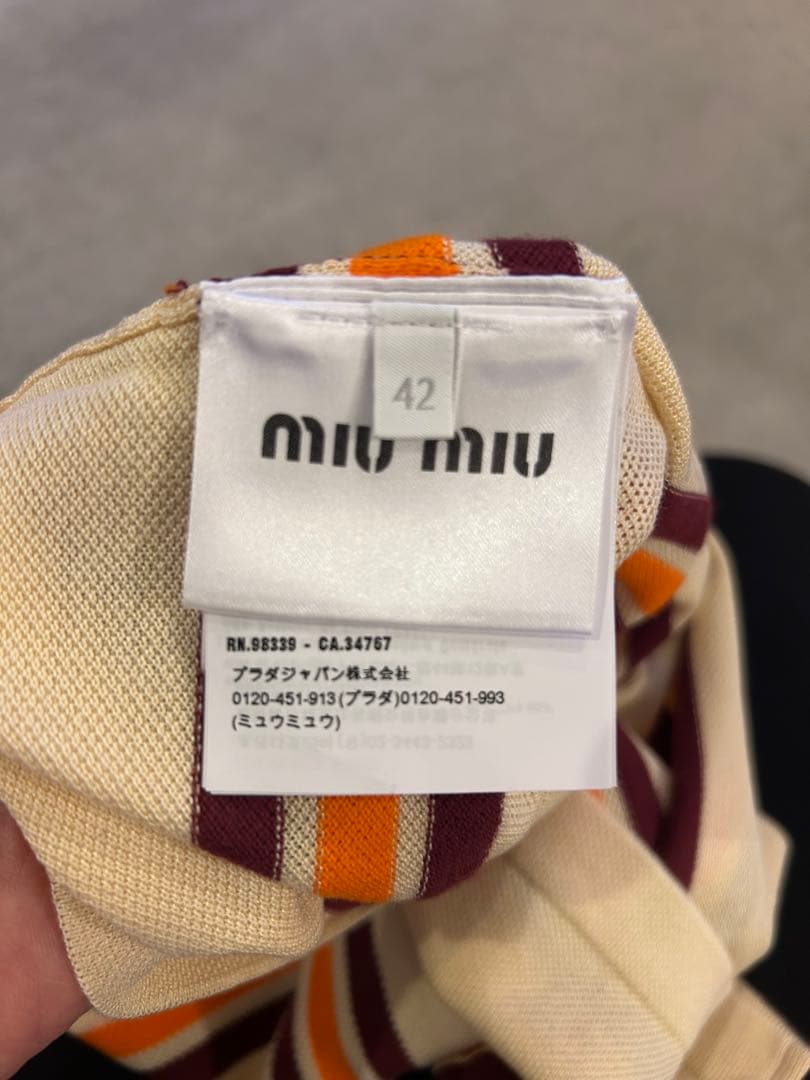 42
miu miu
RN.98339 - CA.34767
プラダジャパン株式会社
0120-451-913(プラダ)0120-451-993
(ミュウミュウ)